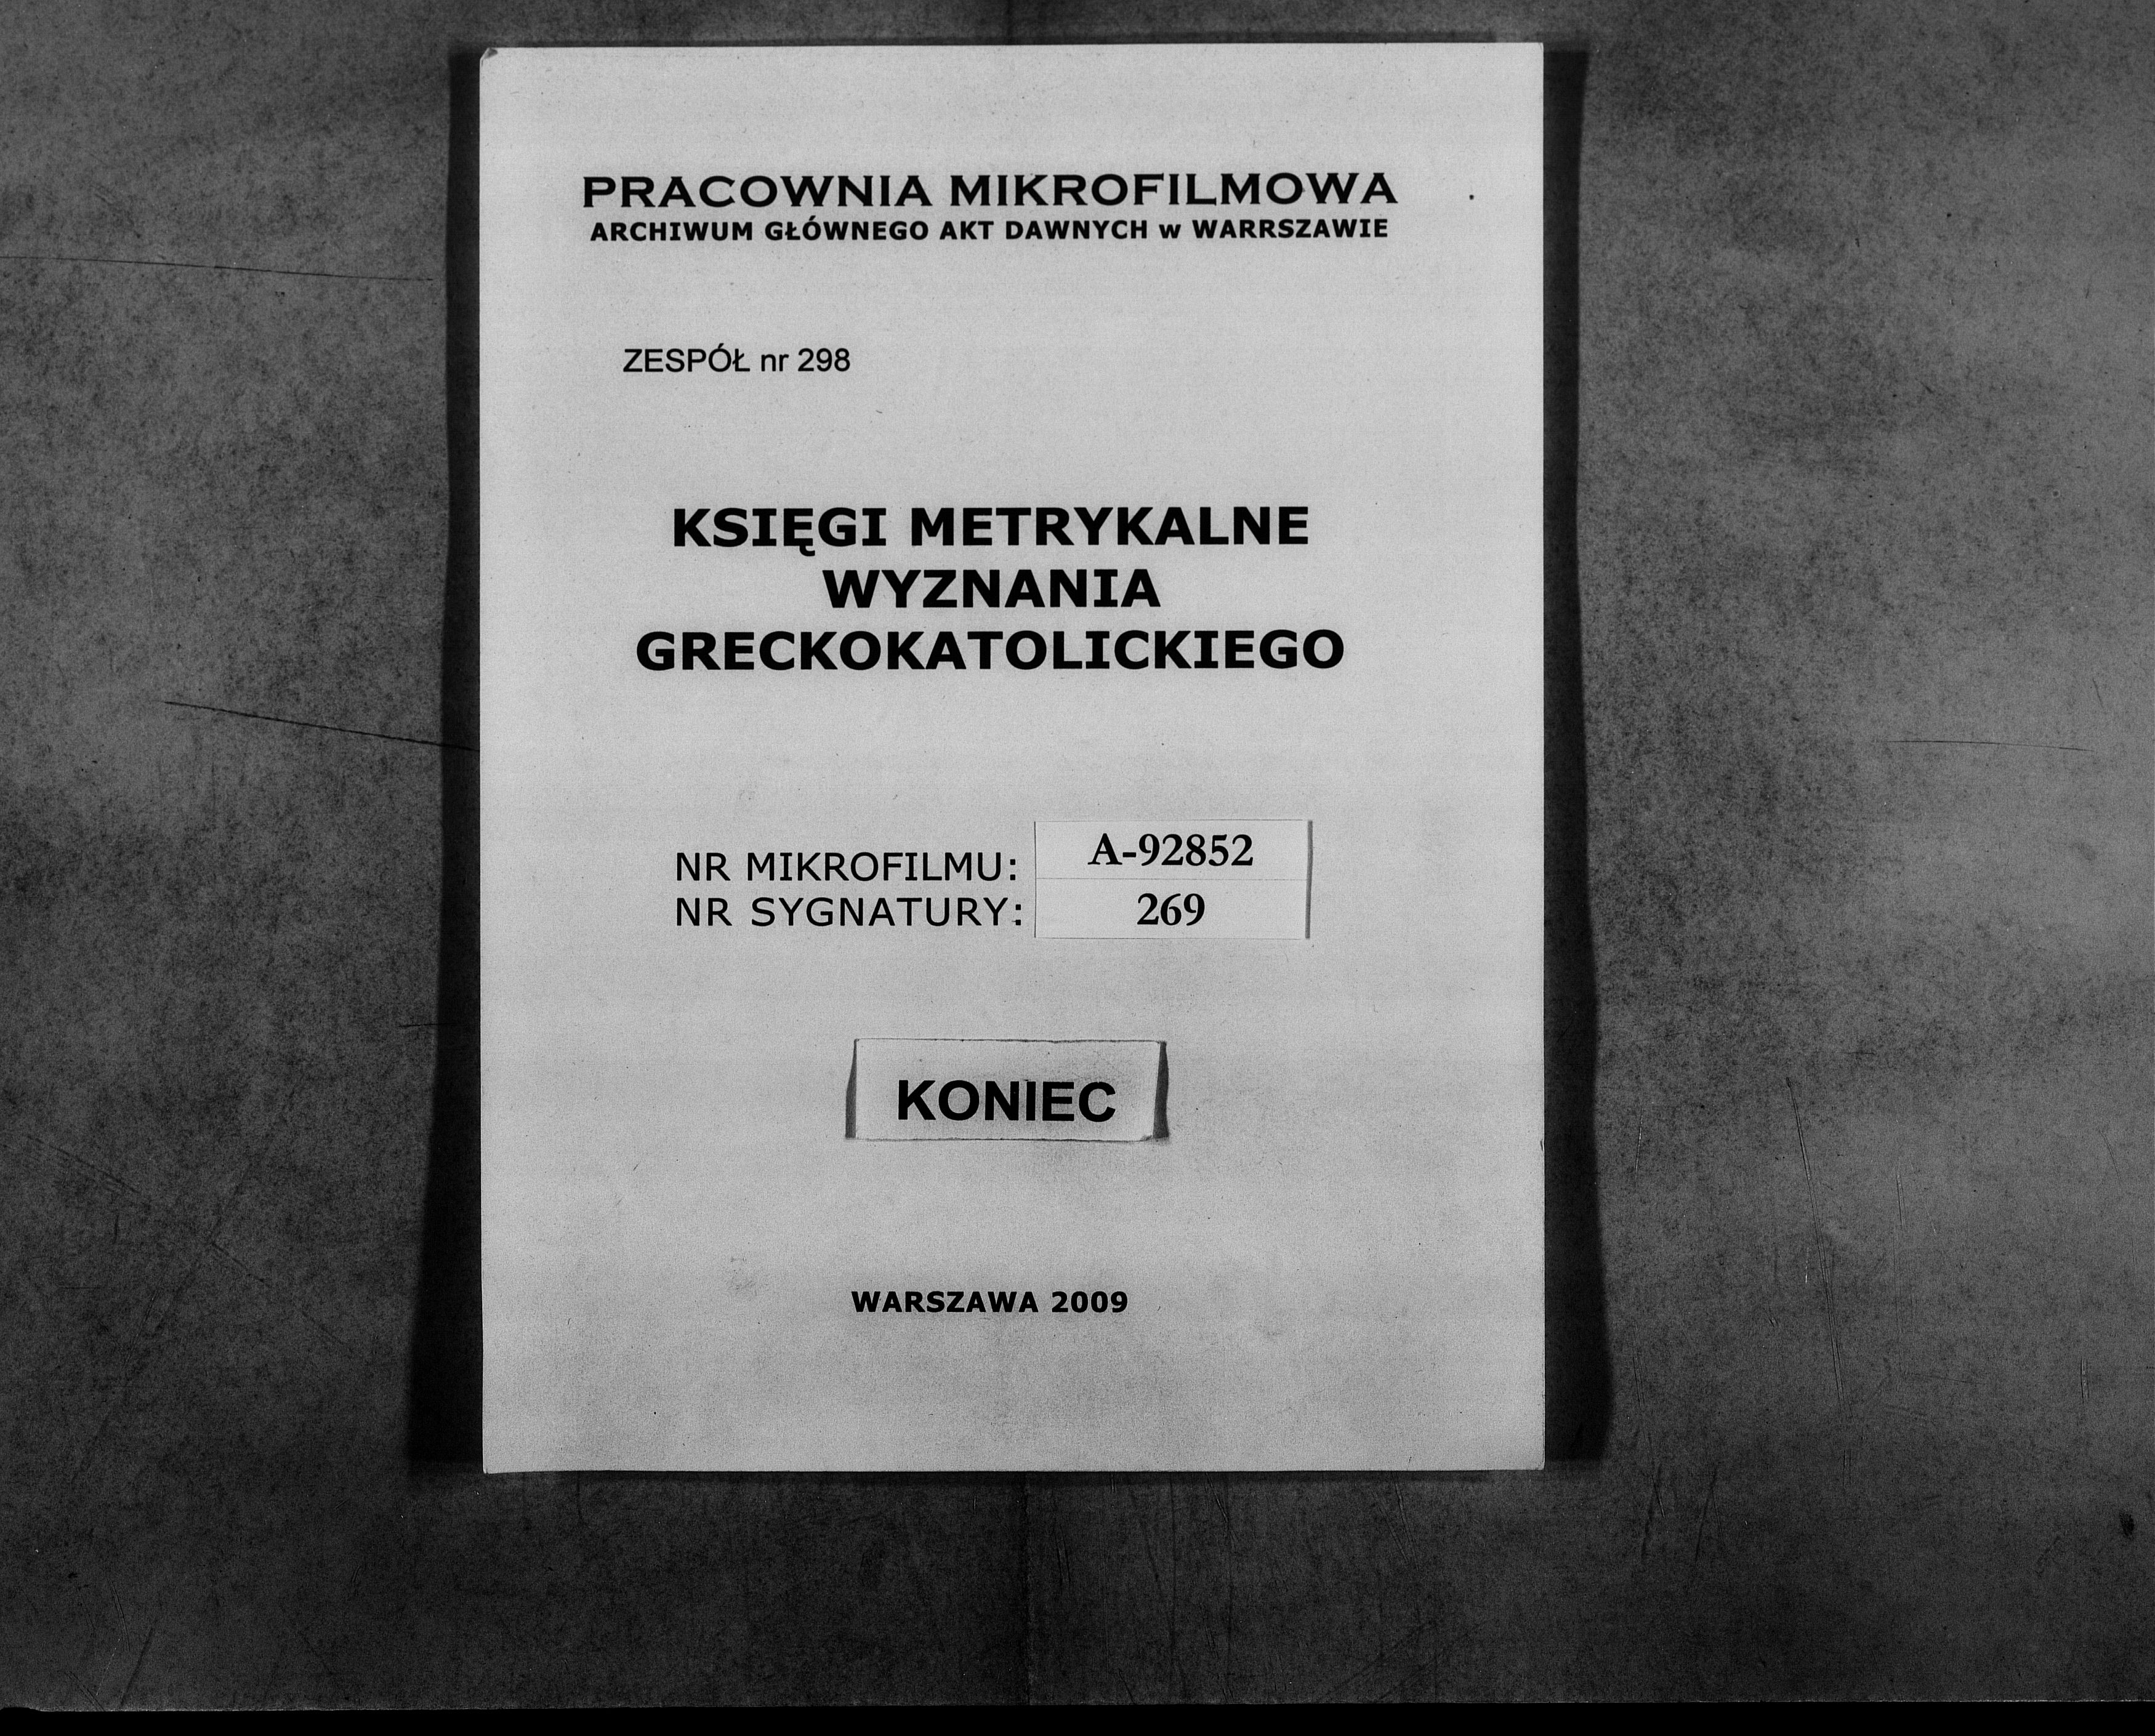 PRACOWNIA MIKROFILMOWA
ARCHIWUM GŁÓWNEGO AKT DAWNYCH w WARRSZAWIE
ZESPÓŁ nr 298
KSIĘGI METRYKALNE
WYZNANIA
GRECKOKATOLICKIEGO
NR MIKROFILMU: A-92852
NR SYGNATURY: 269
KONIEC
WARSZAWA 2009